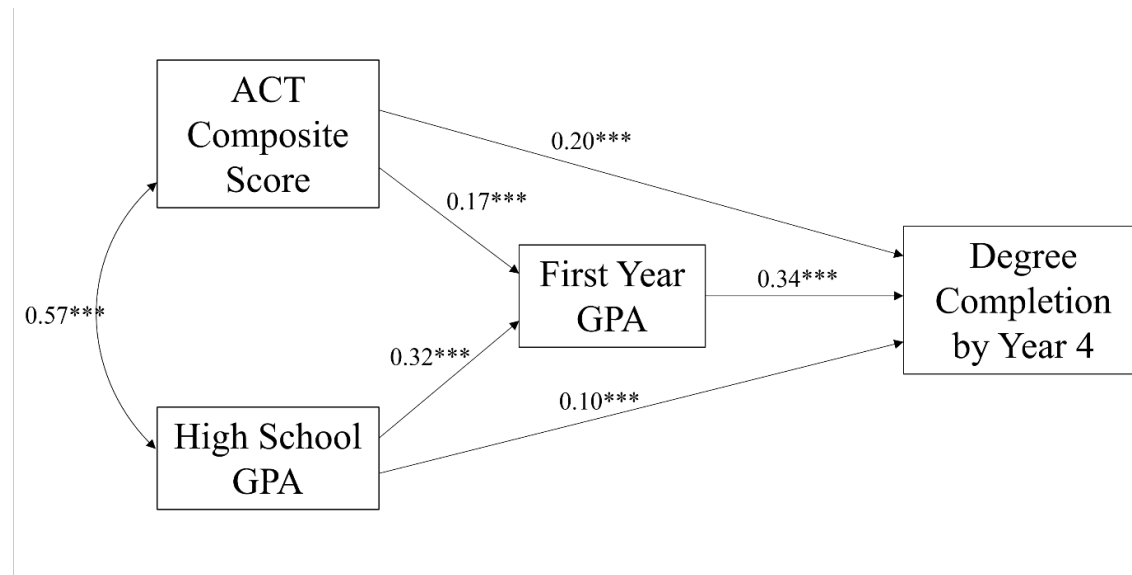 ACT
Composite
Score
0.20***
0.17***
First Year
GPA
0.34***
Degree
Completion
by Year 4
0.57***
0.32***
0.10***
High School
GPA